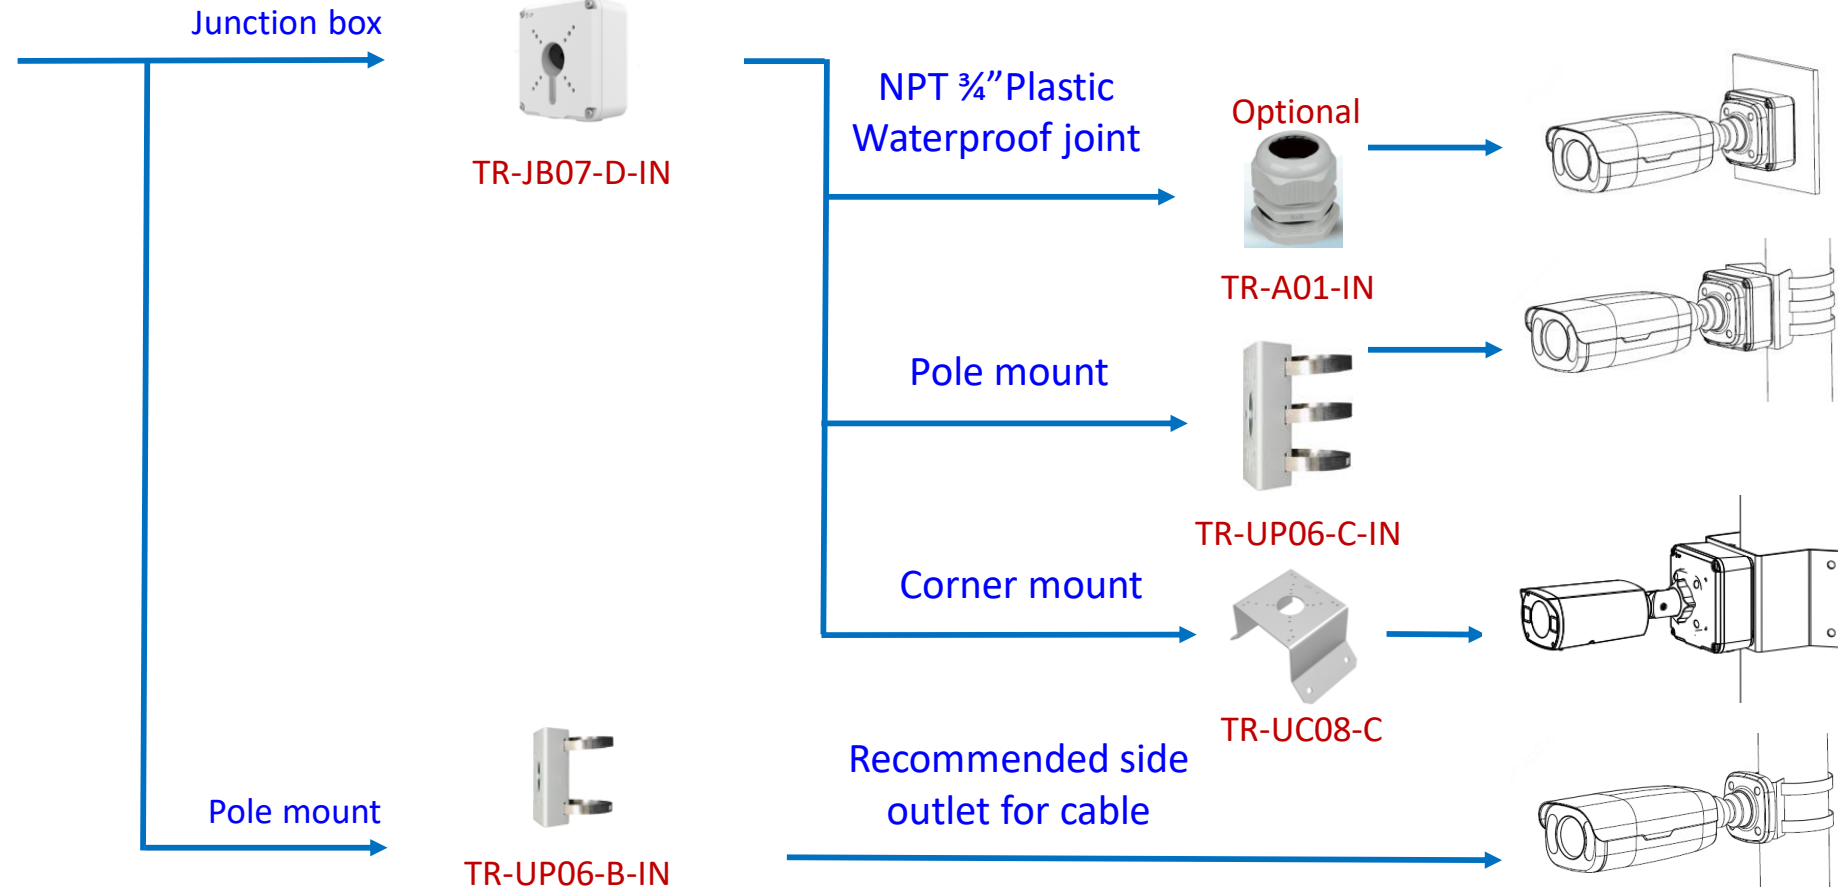 Junction box
TR-JB07-D-IN
NPT ¾”Plastic
Waterproof joint
Optional
TR-A01-IN
Pole mount
TR-UP06-C-IN
Corner mount
TR-UC08-C
Pole mount
TR-UP06-B-IN
Recommended side
outlet for cable